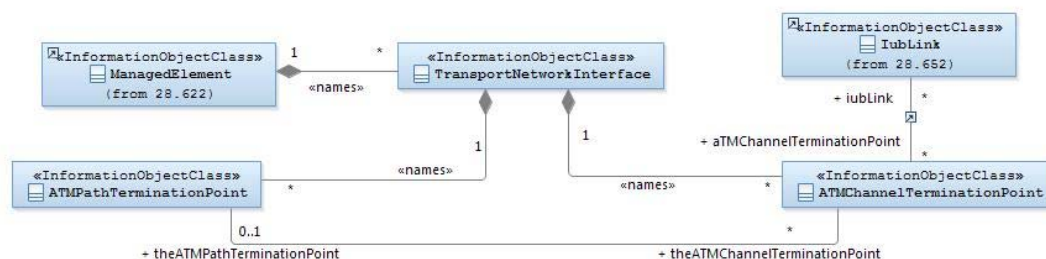 «InformationObjectClass»
ManagedElement
(from 28.622)
1
*
«names»
«InformationObjectClass»
TransportNetworkInterface
«InformationObjectClass»
IubLink
(from 28.652)
+ iubLink
*
+ aTMChannelTerminationPoint
*
1
«names»
*
1
«names»
*
«InformationObjectClass»
ATMPathTerminationPoint
«InformationObjectClass»
ATMChannelTerminationPoint
0..1
*
+ theATMPathTerminationPoint
+ theATMChannelTerminationPoint